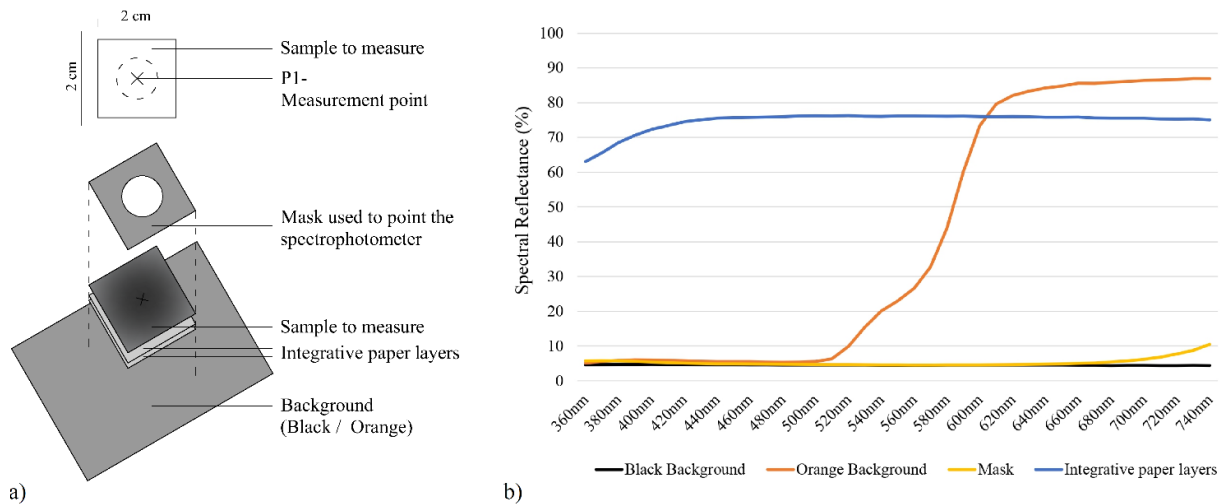 2 cm
2 cm
Sample to measure
P1-
Measurement point
Mask used to point the
spectrophotometer
Sample to measure
Integrative paper layers
Background
(Black / Orange)
a)
Spectral Reflectance (%)
100
90
80
70
60
50
40
30
20
10
0
360nm
380nm
400nm
420nm
440nm
460nm
480nm
500nm
520nm
540nm
560nm
580nm
600nm
620nm
640nm
660nm
680nm
700nm
720nm
740nm
Black Background
Orange Background
Mask
Integrative paper layers
b)